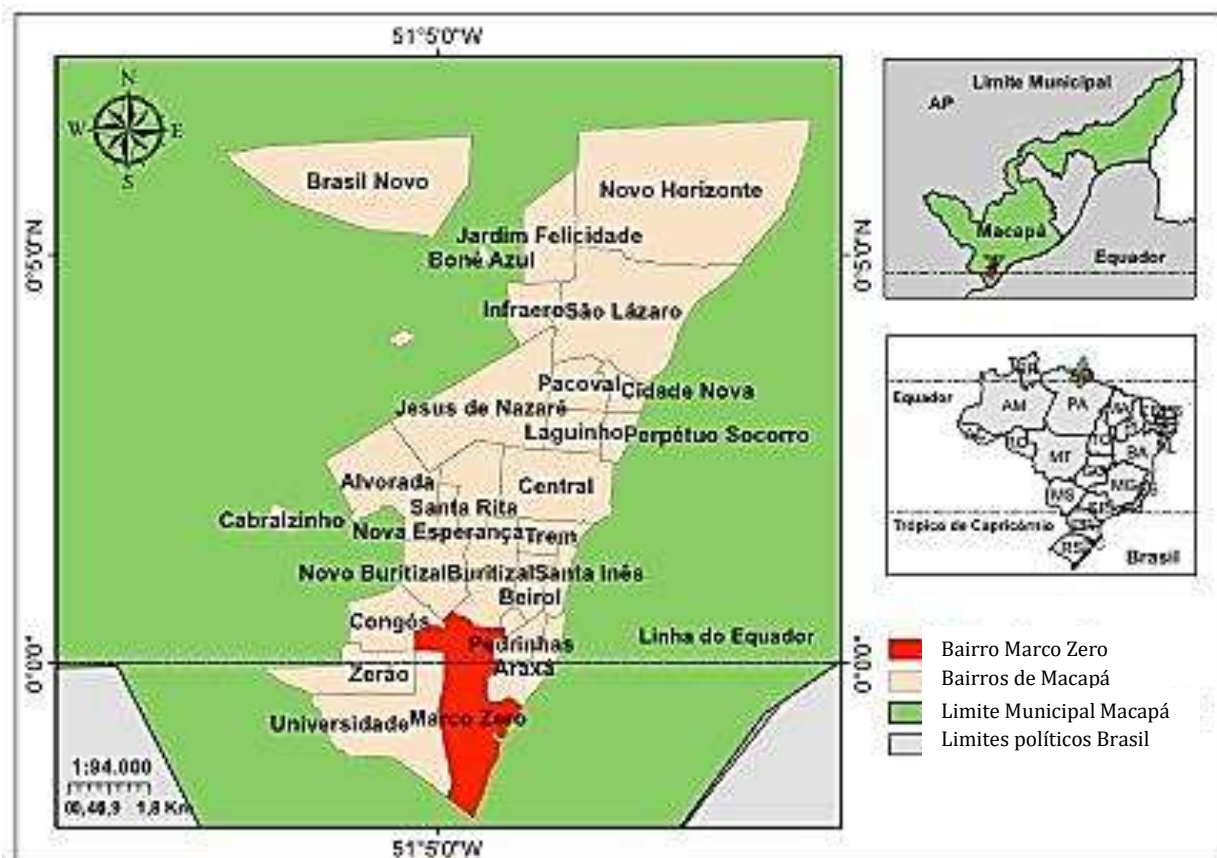 51°5'0"W
N
W E
S
Brasil Novo
Novo Horizonte
Jardim Felicidade
Boné Azul
0°5'0"N
0°5'0"N
Infraero
São Lázaro
Pacoval
Cidade Nova
Jesus de Nazaré
Laguinho
Perpétuo Socorro
Alvorada
Central
Santa Rita
Cabralzinho
Nova Esperança
Trem
Novo Buritizal
Buritizal
Santa Inês
Beirol
Congós
Pedrinhas
Linha do Equador
0°0'0"
0°0'0"
Zerão
Araxá
Universidade
Marco Zero
1:94.000
1,8 Km
51°5'0"W
Limite Municipal
AP
Macapá
Equador
Equador
AM
PA
MA
TO
MT
BA
GO
MG
MS
RS
Trópico de Capricórnio
Brasil
Bairro Marco Zero
Bairros de Macapá
Limite Municipal Macapá
Limites políticos Brasil